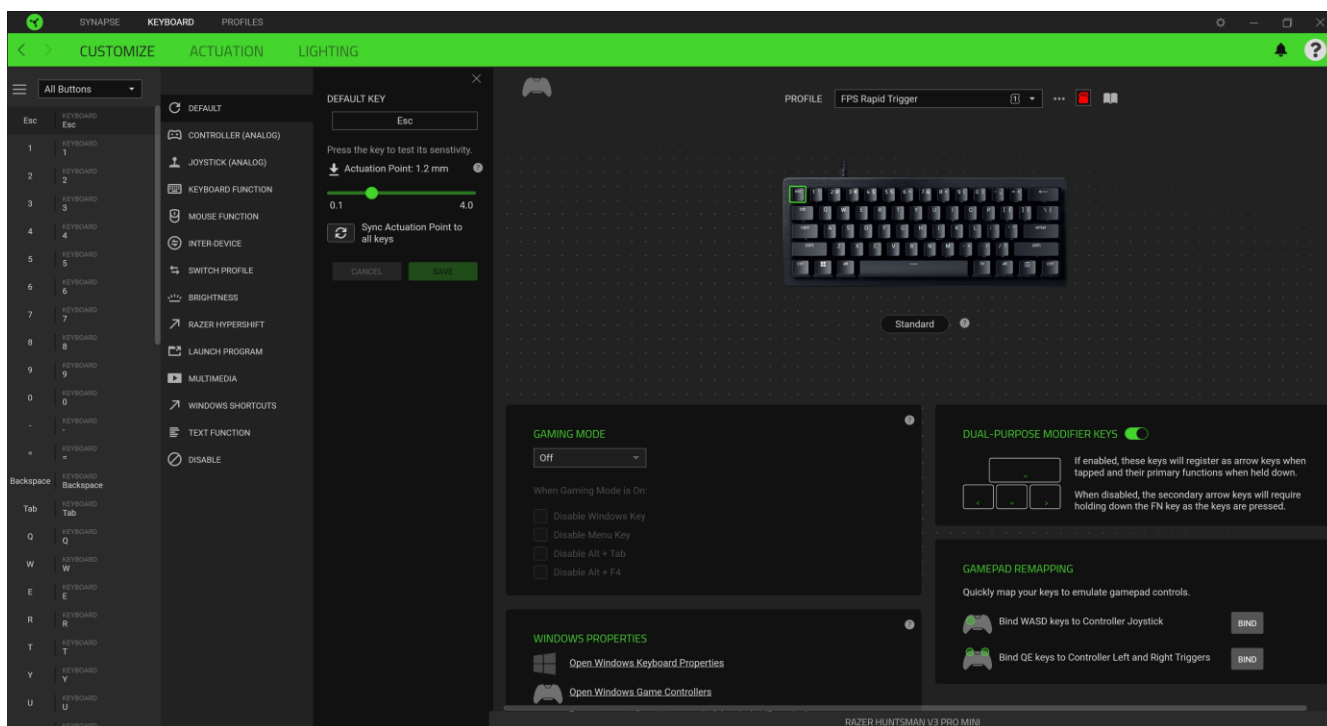 SYNAPSE KEYBOARD PROFILES
CUSTOMIZE ACTUATION LIGHTING
All Buttons
Esc KEYBOARD Esc
1 KEYBOARD 1
2 KEYBOARD 2
3 KEYBOARD 3
4 KEYBOARD 4
5 KEYBOARD 5
6 KEYBOARD 6
7 KEYBOARD 7
8 KEYBOARD 8
9 KEYBOARD 9
0 KEYBOARD 0
- KEYBOARD -
= KEYBOARD =
Backspace KEYBOARD Backspace
Tab KEYBOARD Tab
Q KEYBOARD Q
W KEYBOARD W
E KEYBOARD E
R KEYBOARD R
T KEYBOARD T
Y KEYBOARD Y
U KEYBOARD U
KEYBOARD
DEFAULT
CONTROLLER (ANALOG)
JOYSTICK (ANALOG)
KEYBOARD FUNCTION
MOUSE FUNCTION
INTER-DEVICE
SWITCH PROFILE
BRIGHTNESS
RAZER HYPERSHIFT
LAUNCH PROGRAM
MULTIMEDIA
WINDOWS SHORTCUTS
TEXT FUNCTION
DISABLE
DEFAULT KEY
Esc
Press the key to test its senstivity.
Actuation Point: 1.2 mm
0.1 4.0
Sync Actuation Point to
all keys
CANCEL SAVE
PROFILE FPS Rapid Trigger 1
Standard
GAMING MODE
Off
When Gaming Mode is On:
Disable Windows Key
Disable Menu Key
Disable Alt + Tab
Disable Alt + F4
WINDOWS PROPERTIES
Open Windows Keyboard Properties
Open Windows Game Controllers
DUAL-PURPOSE MODIFIER KEYS
If enabled, these keys will register as arrow keys when
tapped and their primary functions when held down.
When disabled, the secondary arrow keys will require
holding down the FN key as the keys are pressed.
GAMEPAD REMAPPING
Quickly map your keys to emulate gamepad controls.
Bind WASD keys to Controller Joystick BIND
Bind QE keys to Controller Left and Right Triggers BIND
RAZER HUNTSMAN V3 PRO MINI